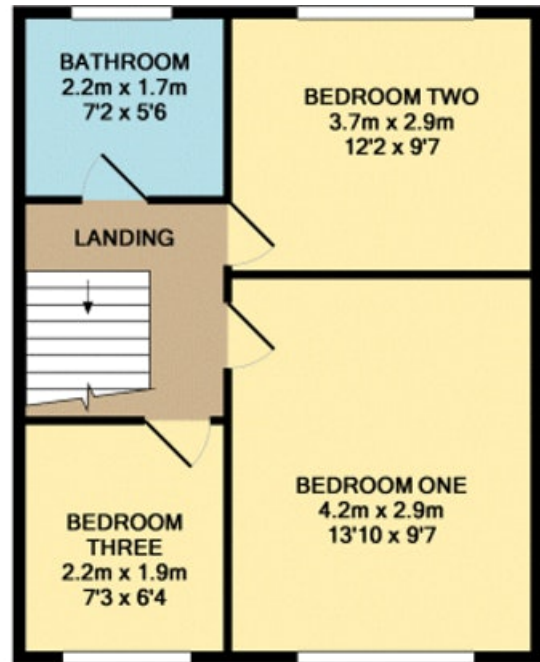 BATHROOM
2.2m x 1.7m
7'2 x 5'6
BEDROOM TWO
3.7m x 2.9m
12'2 x 9'7
LANDING
BEDROOM ONE
4.2m x 2.9m
13'10 x 9'7
BEDROOM
THREE
2.2m x 1.9m
7'3 x 6'4